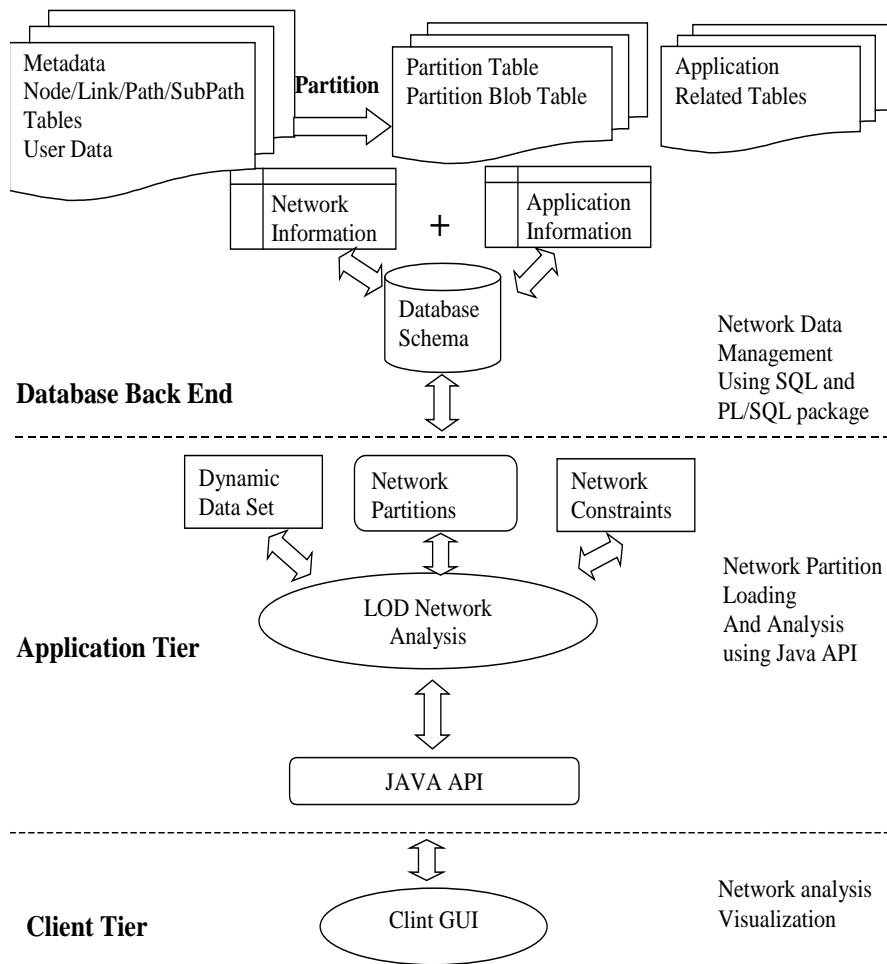 Metadata
Node/Link/Path/SubPath
Tables
User Data
Partition
Partition Table
Partition Blob Table
Application
Related Tables
Network
Information
+
Application
Information
Database
Schema
Network Data
Management
Using SQL and
PL/SQL package
Database Back End
Dynamic
Data Set
Network
Partitions
Network
Constraints
LOD Network
Analysis
Network Partition
Loading
And Analysis
using Java API
Application Tier
JAVA API
Clint GUI
Network analysis
Visualization
Client Tier